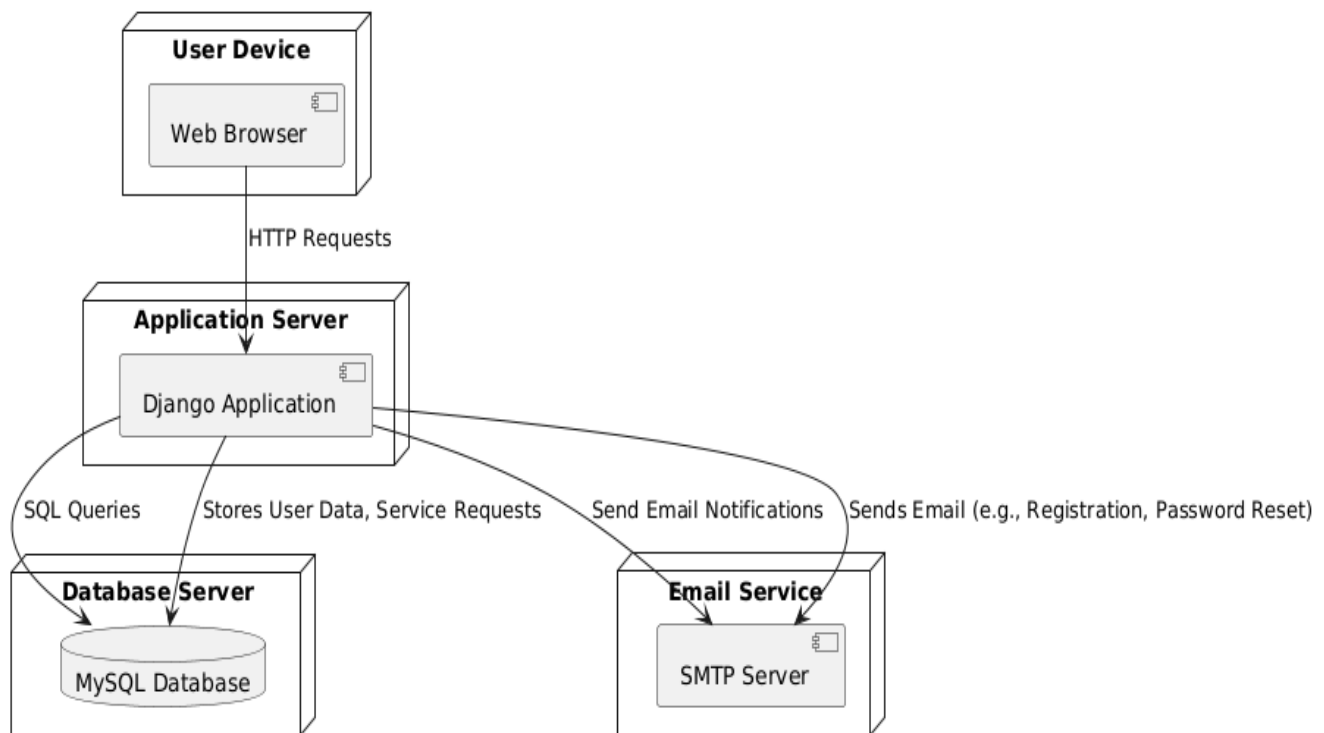 User Device
Web Browser
HTTP Requests
Application Server
Django Application
SQL Queries
Stores User Data, Service Requests
Send Email Notifications
Sends Email (e.g., Registration, Password Reset)
Database Server
Email Service
MySQL Database
SMTP Server